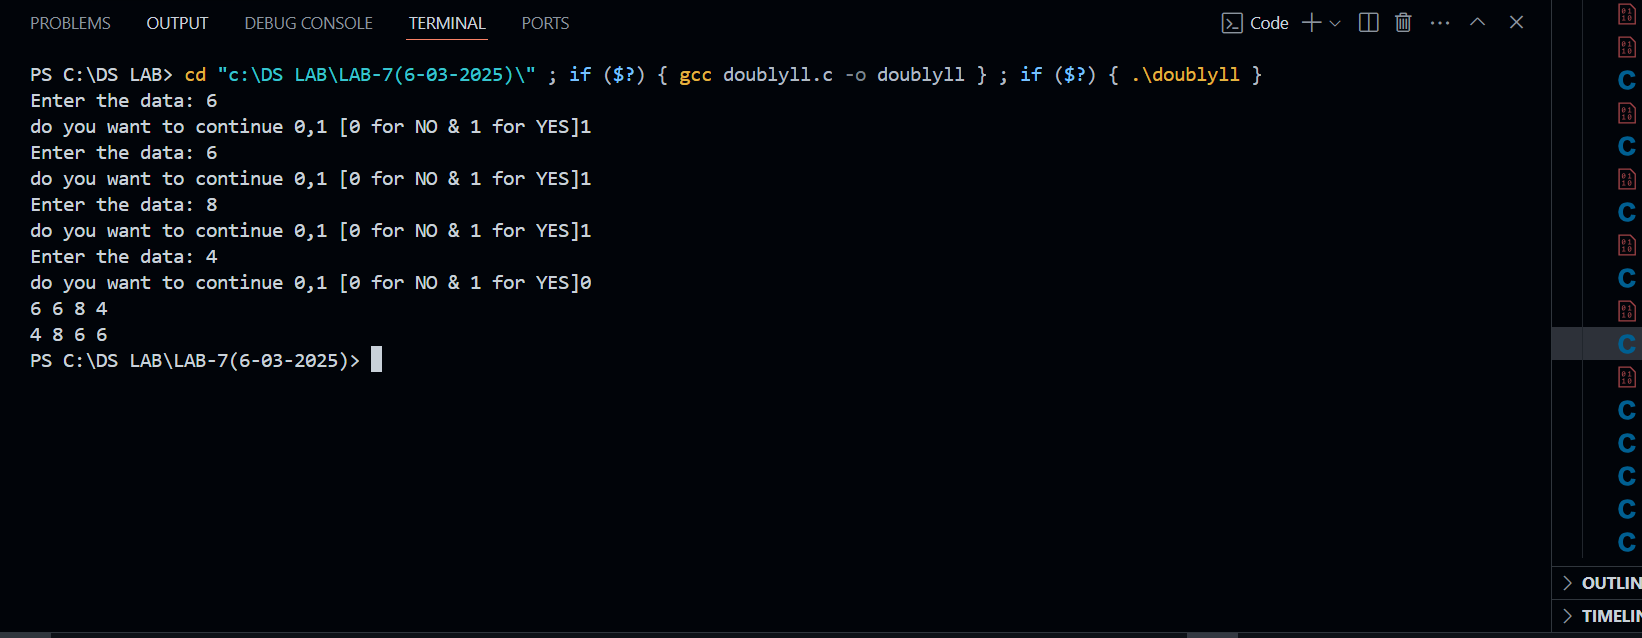 PROBLEMS OUTPUT DEBUG CONSOLE TERMINAL PORTS Code
PS C:\DS LAB> cd "c:\DS LAB\LAB-7(6-03-2025)\" ; if ($?) { gcc doublyll.c -o doublyll } ; if ($?) { .\doublyll }
Enter the data: 6
do you want to continue 0,1 [0 for NO & 1 for YES]1
Enter the data: 6
do you want to continue 0,1 [0 for NO & 1 for YES]1
Enter the data: 8
do you want to continue 0,1 [0 for NO & 1 for YES]1
Enter the data: 4
do you want to continue 0,1 [0 for NO & 1 for YES]0
6 6 8 4
4 8 6 6
PS C:\DS LAB\LAB-7(6-03-2025)>
OUTLIN
TIMELIN